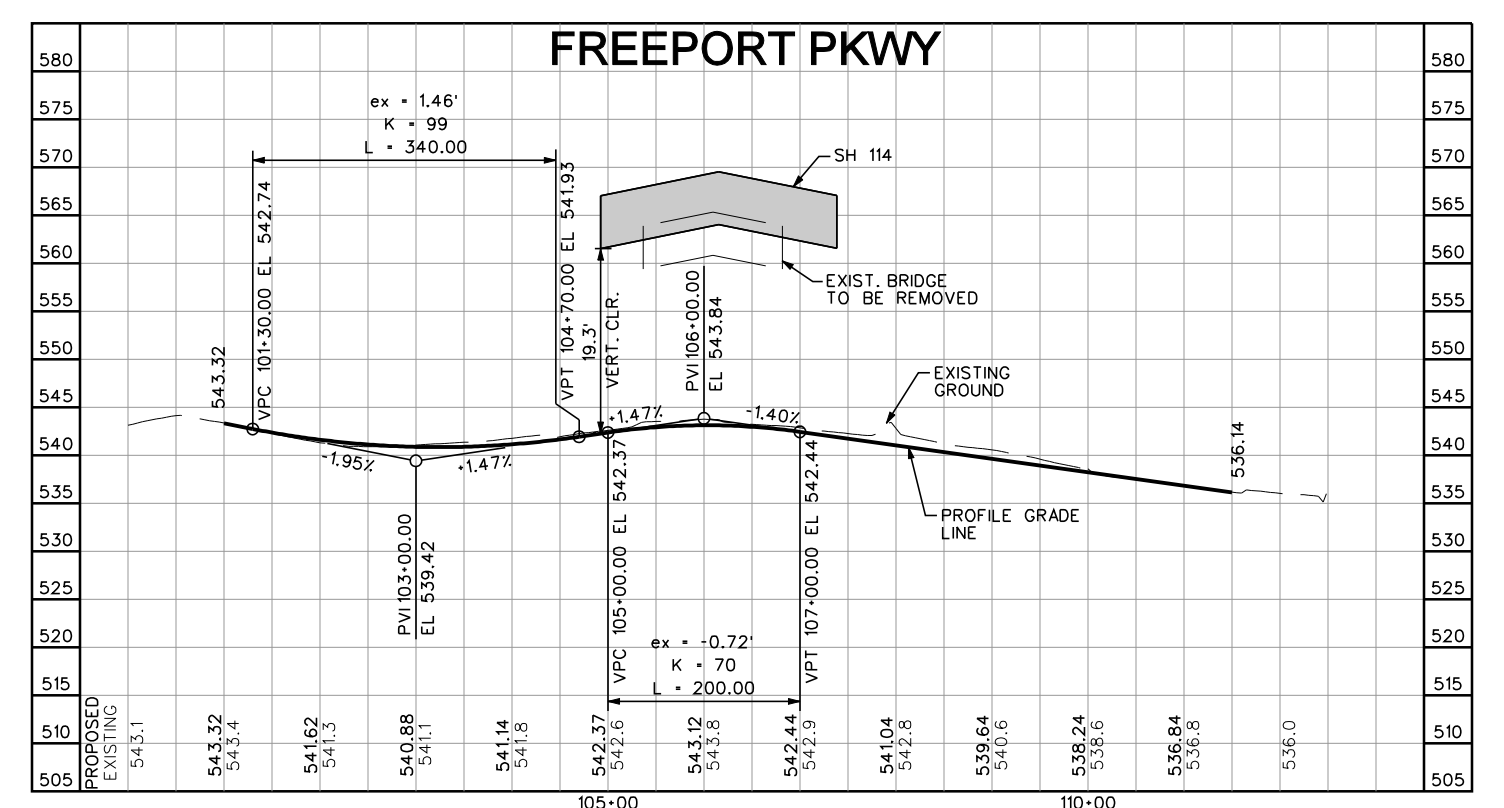 FREEPORT PKWY
580
575
570
565
560
555
550
545
540
535
530
525
520
515
510
505
580
575
570
565
560
555
550
545
540
535
530
525
520
515
510
505
ex = 1.46'
K = 99
L = 340.00
543.32
VPC 101+30.00 EL 542.74
VPT 104+70.00 EL 541.93
19.3'
VERT. CLR.
SH 114
EXIST. BRIDGE
TO BE REMOVED
PVI 106+00.00
EL 543.84
EXISTING
GROUND
-1.95%
+1.47%
+1.47%
-1.40%
536.14
PROFILE GRADE
LINE
PVI 103+00.00
EL 539.42
VPC 105+00.00 EL 542.37
VPT 107+00.00 EL 542.44
ex = -0.72'
K = 70
L = 200.00
PROPOSED
EXISTING
543.1
543.32
543.4
541.62
541.3
540.88
541.1
541.14
541.8
542.37
542.6
543.12
543.8
542.44
542.9
541.04
542.8
539.64
540.6
538.24
538.6
536.84
536.8
536.0
105+00
110+00